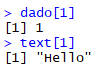 > dado[1]
[1] 1
> text[1]
[1] "Hello"